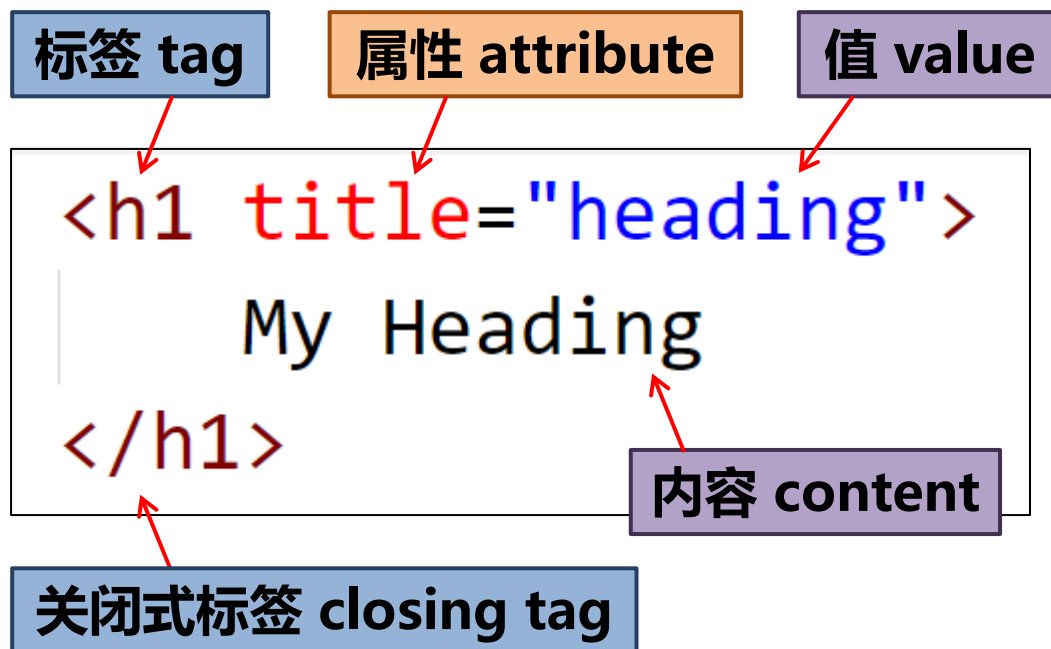 标签 tag
属性 attribute
值 value
<h1 title="heading">
My Heading
</h1>
内容 content
关闭式标签 closing tag